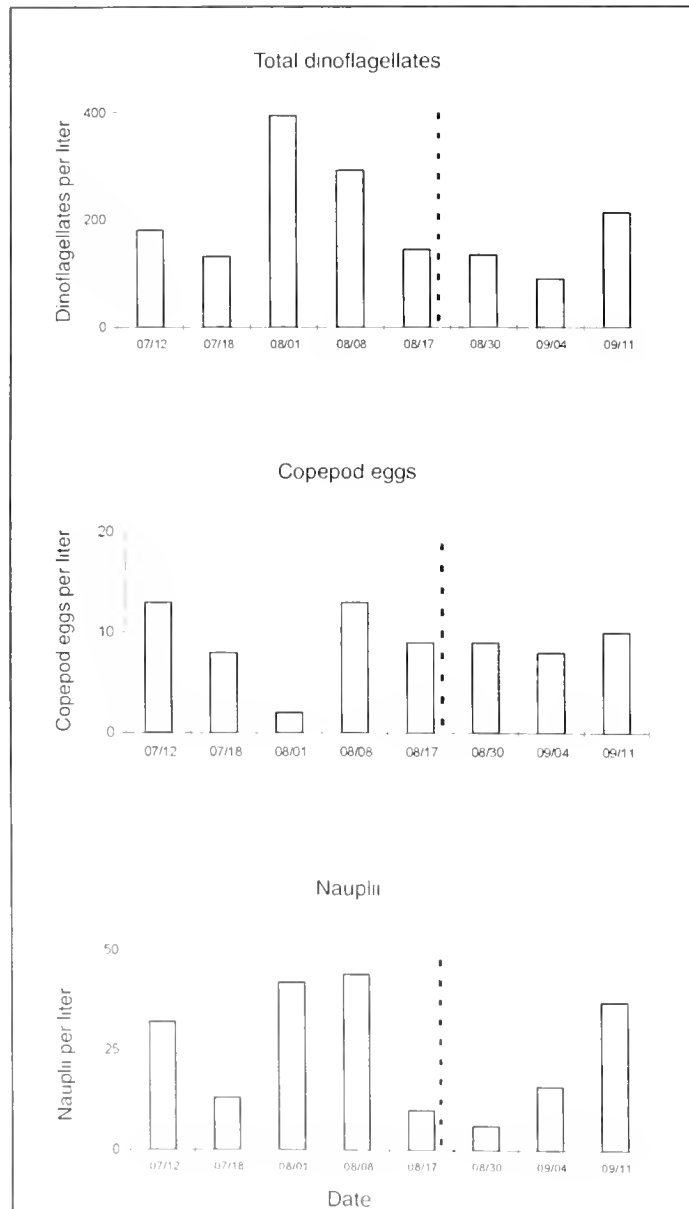 Total dinoflagellates
Dinoflagellates per liter
400
200
0
07/12 07/18 08/01 08/08 08/17 08/30 09/04 09/11
Copepod eggs
Copepod eggs per liter
20
10
0
07/12 07/18 08/01 08/08 08/17 08/30 09/04 09/11
Nauplii
Nauplii per liter
50
25
0
07/12 07/18 08/01 08/08 08/17 08/30 09/04 09/11
Date